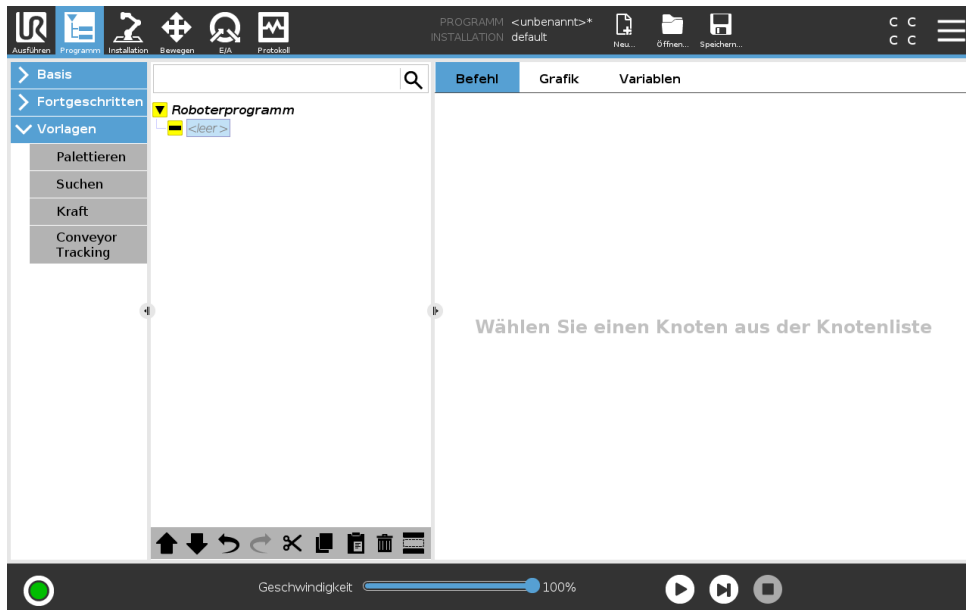 PROGRAMM <unbenannt>*
INSTALLATION default
Ausführen Programm Installation Bewegen E/A Protokoll
Neu... Öffnen... Speichern...
C C
C C
Basis
Fortgeschritten
Vorlagen
Palettieren
Suchen
Kraft
Conveyor
Tracking
Roboterprogramm
<leer>
Befehl Grafik Variablen
Wählen Sie einen Knoten aus der Knotenliste
Geschwindigkeit 100%